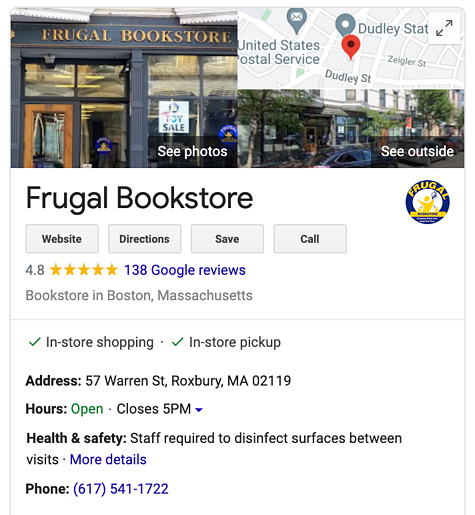 FRUGAL BOOKSTORE
TOY
SALE
See photos
United States
Postal Service
Dudley Stat
Dudley St
Zeigler St
See outside
Frugal Bookstore
FRUGAL
BOOKSTORE
Website
Directions
Save
Call
4.8 ★★★★★ 138 Google reviews
Bookstore in Boston, Massachusetts
✓ In-store shopping · ✓ In-store pickup
Address: 57 Warren St, Roxbury, MA 02119
Hours: Open · Closes 5PM
Health & safety: Staff required to disinfect surfaces between
visits · More details
Phone: (617) 541-1722